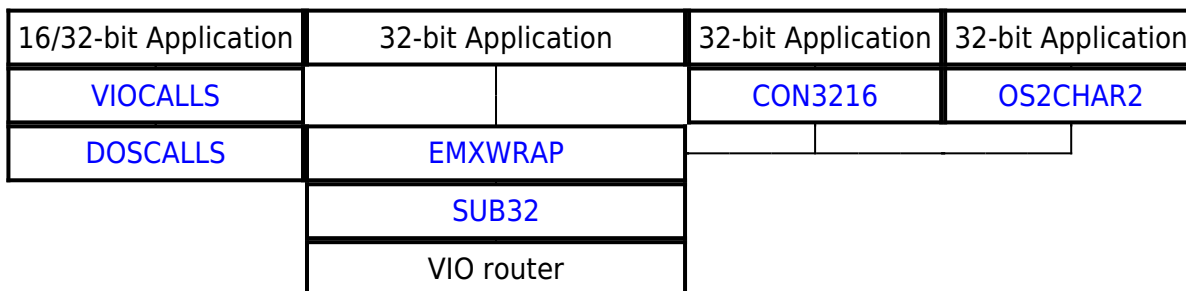 16/32-bit Application 32-bit Application 32-bit Application 32-bit Application
VIOCALLS CON3216 OS2CHAR2
DOSCALLS EMXWRAP
SUB32
VIO router